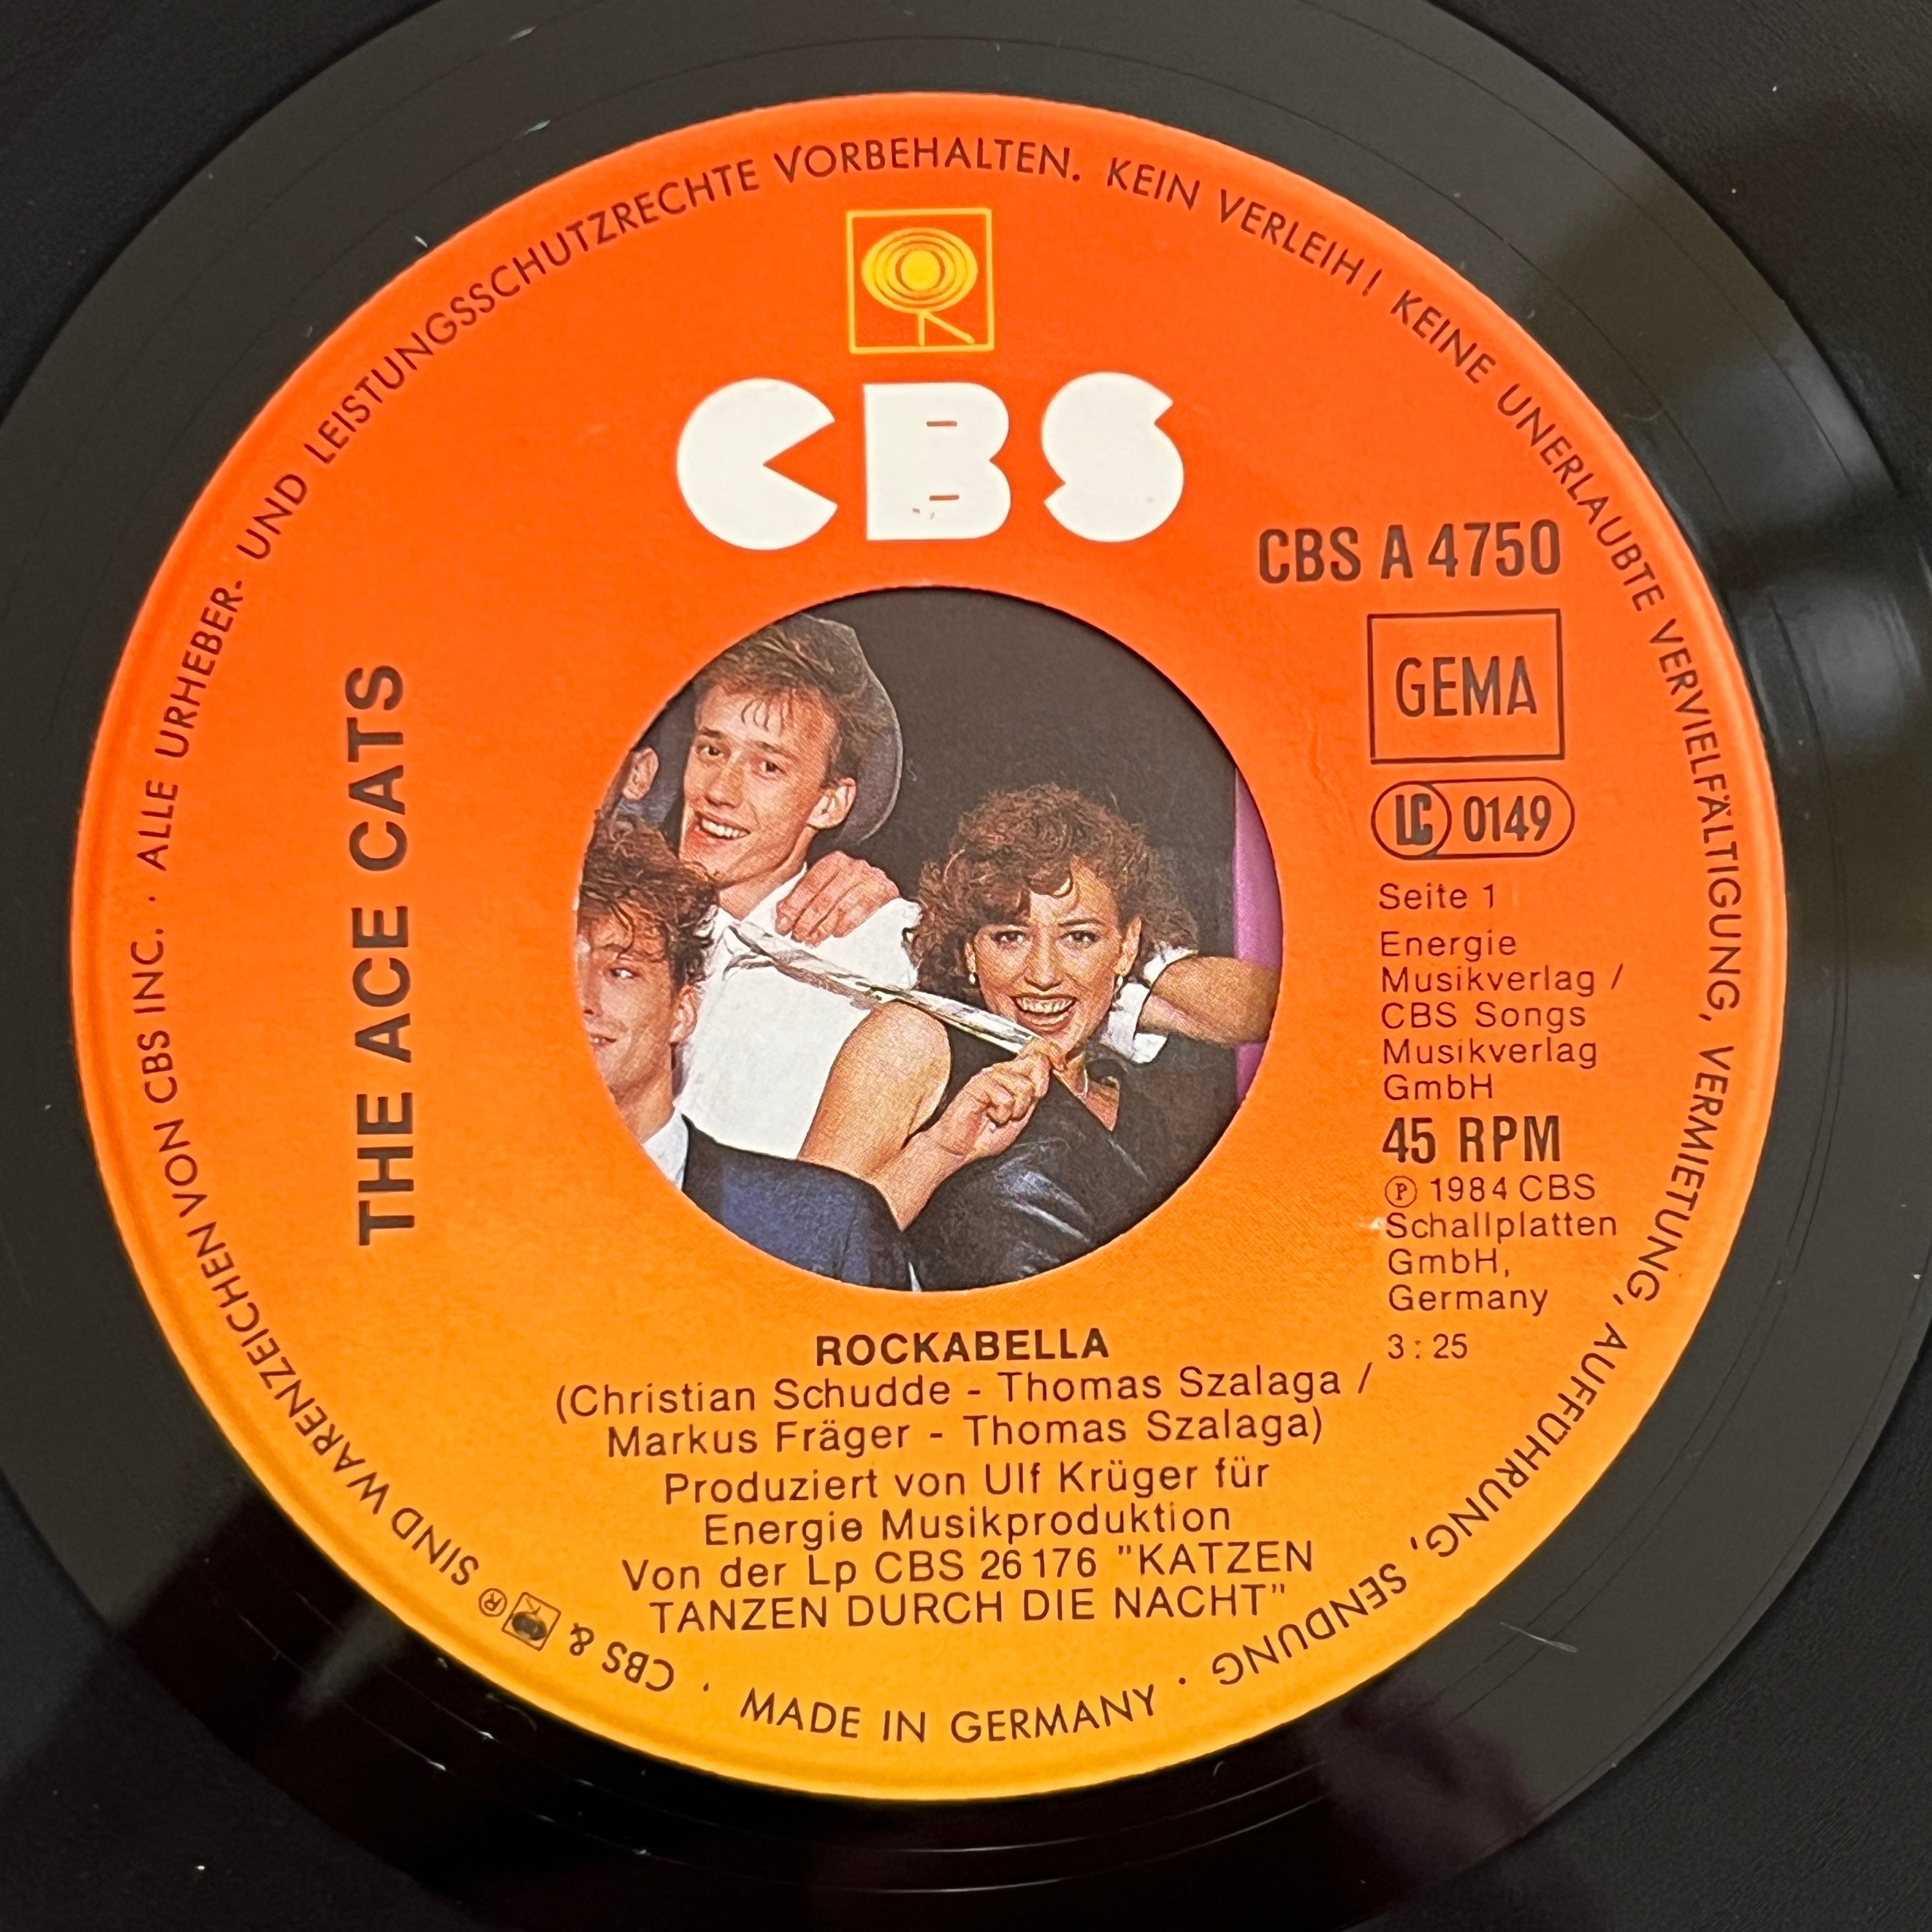 ALLE URHEBER- UND LEISTUNGSSCHUTZRECHTE VORBEHALTEN. KEIN VERLEIH! KEINE UNERLAUBTE VERVIELFÄLTIGUNG, VERMIETUNG, AUFFÜHRUNG, SENDUNG ·
CBS
CBS A 4750
GEMA
LC 0149
Seite 1
Energie
Musikverlag /
CBS Songs
Musikverlag
GmbH
45 RPM
℗ 1984 CBS
Schallplatten
GmbH,
Germany
3:25
THE ACE CATS
ROCKABELLA
(Christian Schudde - Thomas Szalaga /
Markus Fräger - Thomas Szalaga)
Produziert von Ulf Krüger für
Energie Musikproduktion
Von der Lp CBS 26 176 "KATZEN
TANZEN DURCH DIE NACHT"
MADE IN GERMANY ·
CBS & ® SIND WARENZEICHEN VON CBS INC. ·